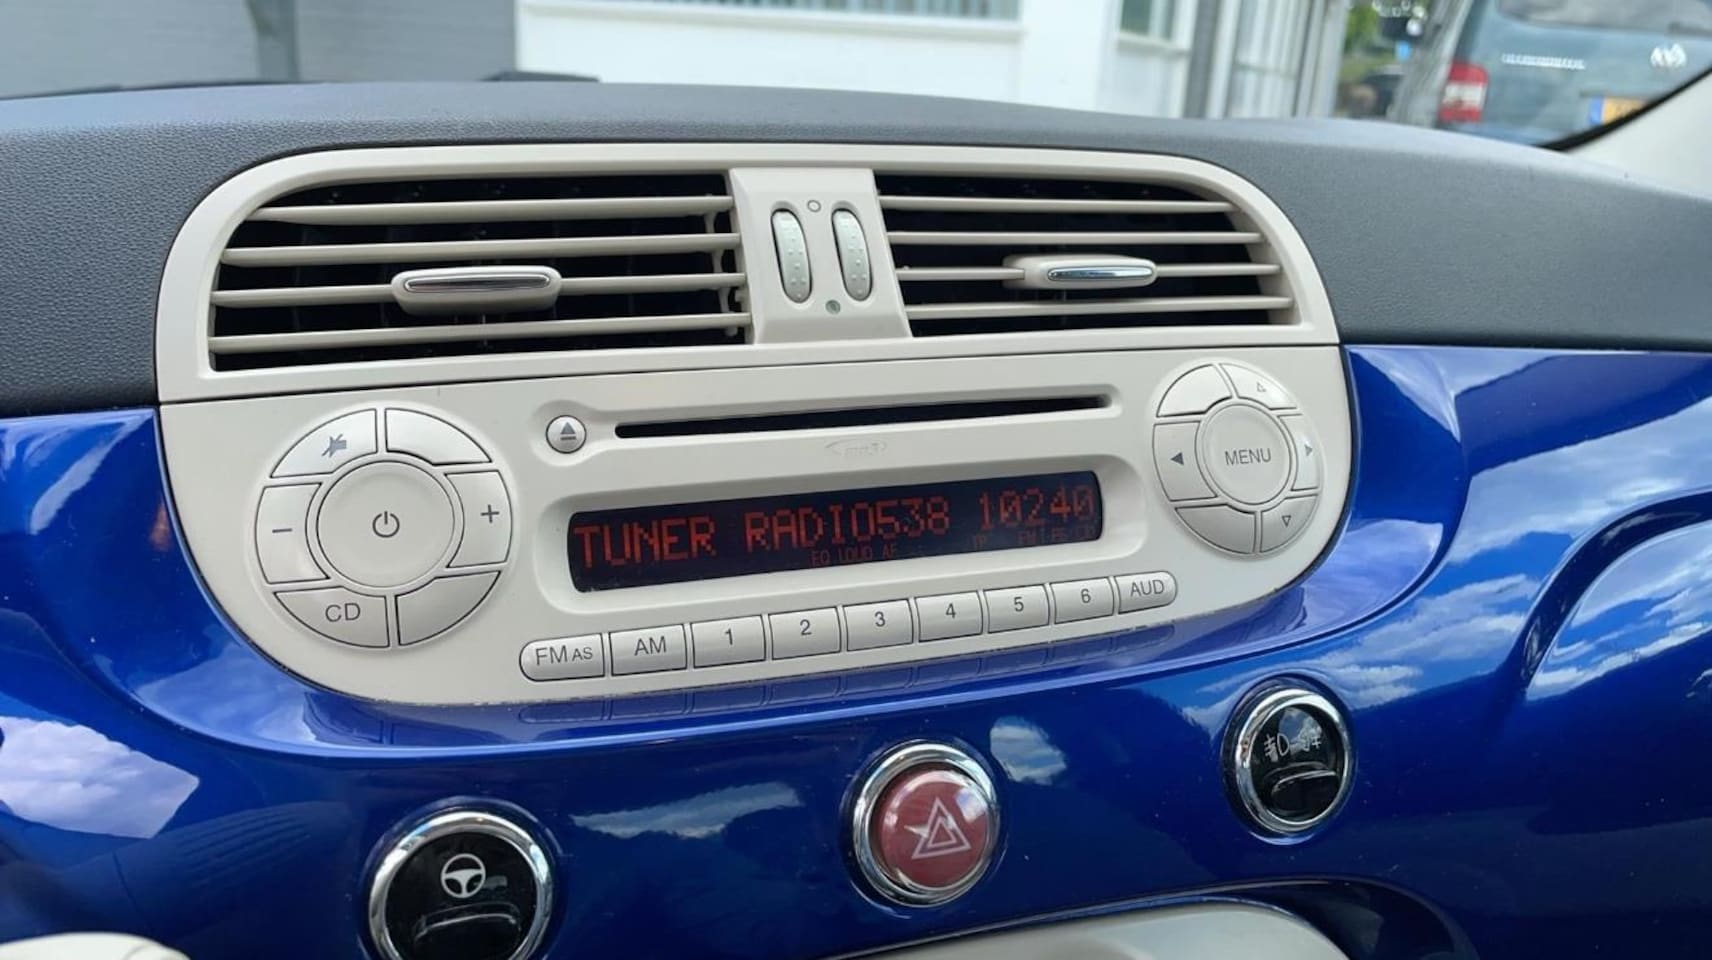 MENU
TUNER RADIO538 10240
EQ LOUD AF
CD
FM AS AM 1 2 3 4 5 6 AUD